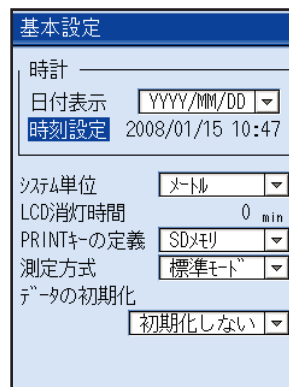 基本設定
時計
日付表示 YYYY/MM/DD
時刻設定 2008/01/15 10:47
ｼｽﾃﾑ単位 ﾒｰﾄﾙ
LCD消灯時間 0 min
PRINTｷｰの定義 SDﾒﾓﾘ
測定方式 標準ﾓｰﾄﾞ
ﾃﾞｰﾀの初期化
初期化しない